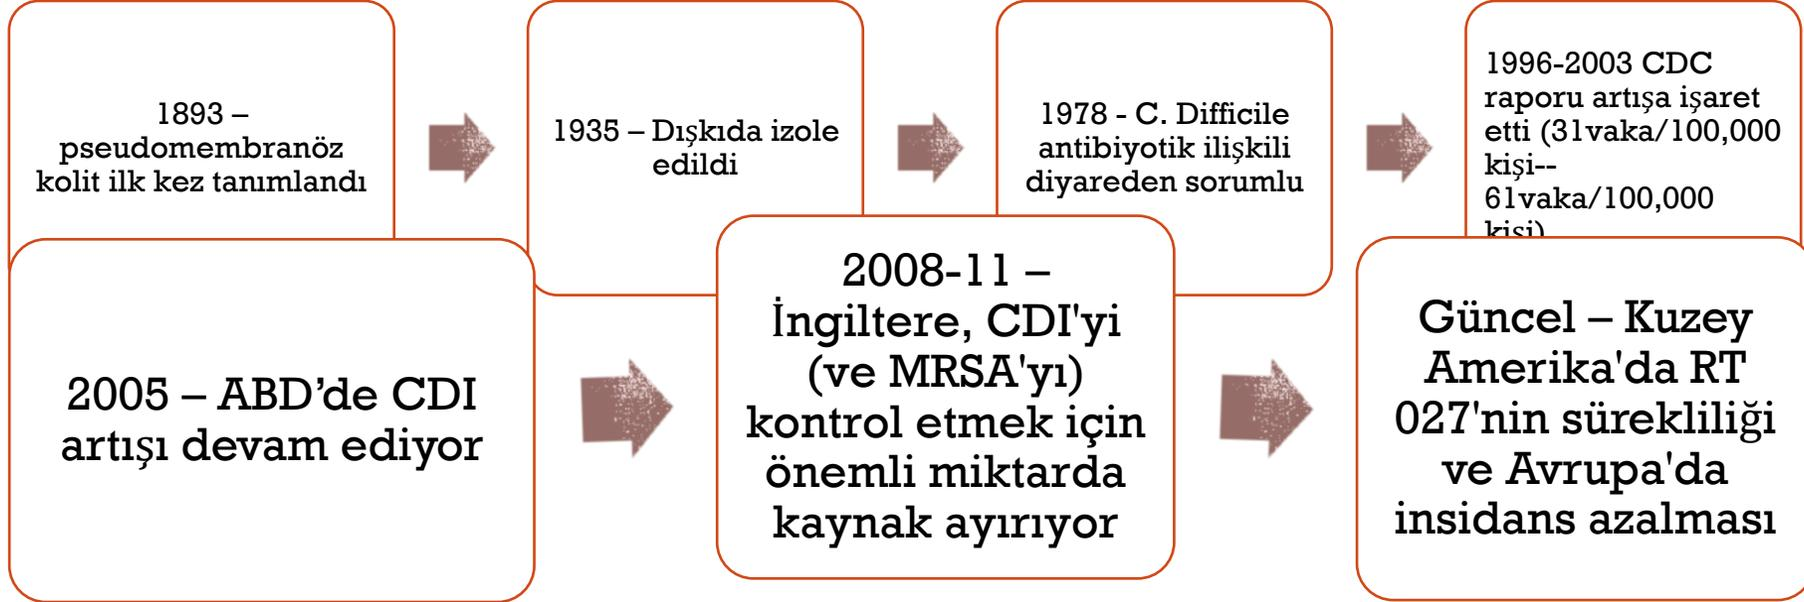 1893 –
pseudomembranöz
kolit ilk kez tanımlandı
1935 – Dışkıda izole
edildi
1978 - C. Difficile
antibiyotik ilişkili
diyareden sorumlu
1996-2003 CDC
raporu artışa işaret
etti (31vaka/100,000
kişi--
61vaka/100,000
kişi)
2005 – ABD’de CDI
artışı devam ediyor
2008-11 –
İngiltere, CDI'yi
(ve MRSA'yı)
kontrol etmek için
önemli miktarda
kaynak ayırıyor
Güncel – Kuzey
Amerika'da RT
027'nin sürekliliği
ve Avrupa'da
insidans azalması